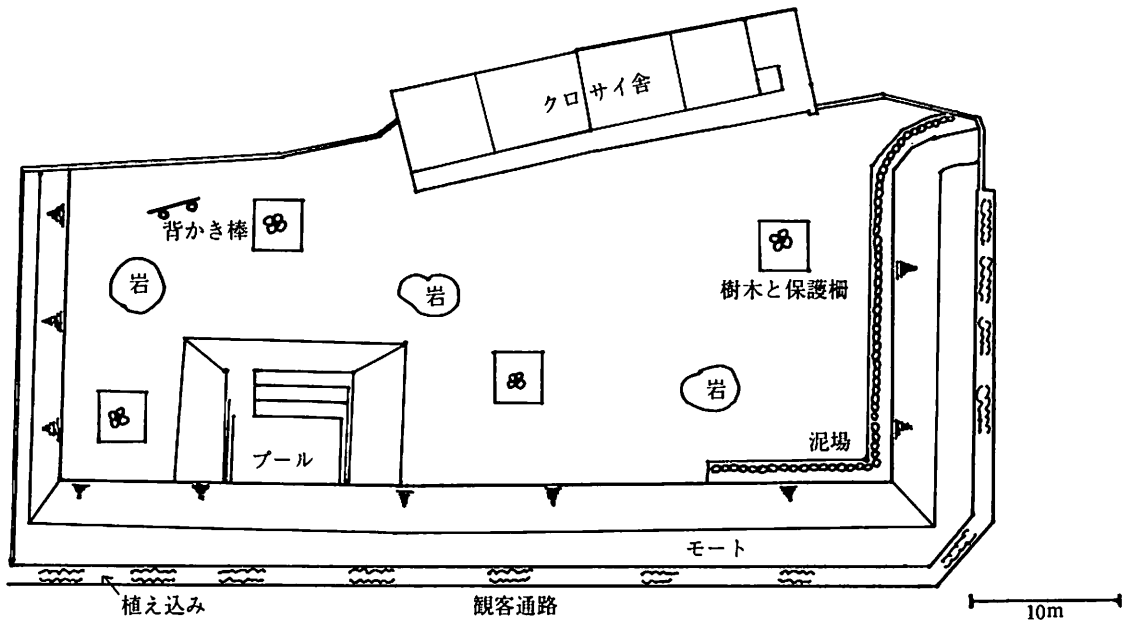 クロサイ舎
背かき棒
岩
岩
樹木と保護柵
岩
泥場
プール
モート
植え込み
観客通路
10m